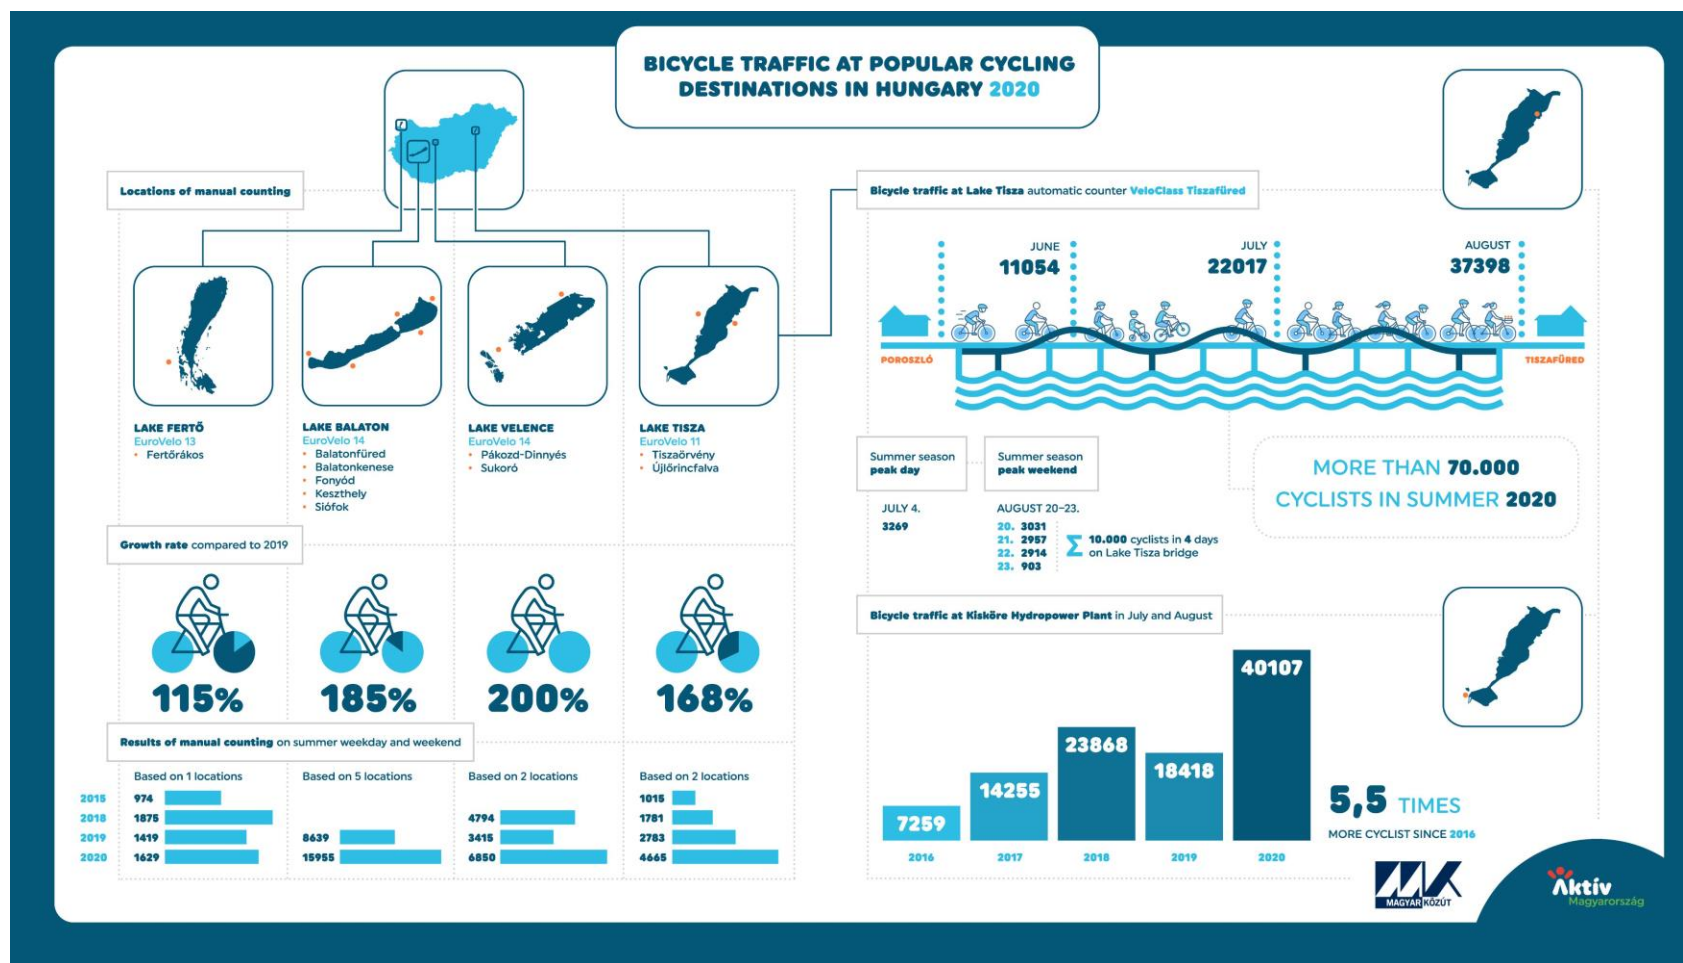 BICYCLE TRAFFIC AT POPULAR CYCLING
DESTINATIONS IN HUNGARY 2020
Locations of manual counting
LAKE FERTŐ
EuroVelo 13
• Fertőrákos
LAKE BALATON
EuroVelo 14
• Balatonfüred
• Balatonkenese
• Fonyód
• Keszthely
• Siófok
LAKE VELENCE
EuroVelo 14
• Pákozd-Dinnyés
• Sukoró
LAKE TISZA
EuroVelo 11
• Tiszaörvény
• Újlőrincfalva
Growth rate compared to 2019
115%
185%
200%
168%
Results of manual counting on summer weekday and weekend
Based on 1 locations
Based on 5 locations
Based on 2 locations
Based on 2 locations
2015 974 1015
2018 1875 4794 1781
2019 1419 8639 3415 2783
2020 1629 15955 6850 4665
Bicycle traffic at Lake Tisza automatic counter VeloClass Tiszafüred
JUNE
11054
JULY
22017
AUGUST
37398
POROSZLÓ
TISZAFÜRED
Summer season
peak day
JULY 4.
3269
Summer season
peak weekend
AUGUST 20–23.
20. 3031
21. 2957
22. 2914
23. 903
Σ 10.000 cyclists in 4 days
on Lake Tisza bridge
MORE THAN 70.000
CYCLISTS IN SUMMER 2020
Bicycle traffic at Kisköre Hydropower Plant in July and August
7259
14255
23868
18418
40107
2016 2017 2018 2019 2020
5,5 TIMES
MORE CYCLIST SINCE 2016
MK
MAGYAR KÖZÚT
Aktív
Magyarország